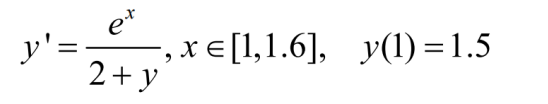 y' = e^x / (2 + y), x ∈ [1,1.6], y(1) = 1.5